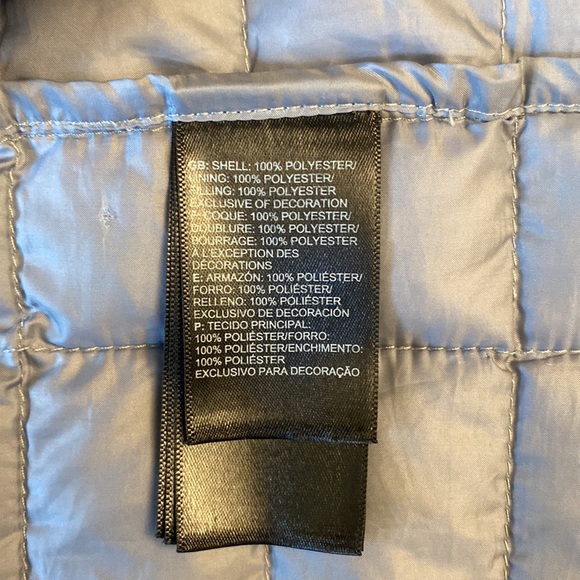 GB: SHELL: 100% POLYESTER/
LINING: 100% POLYESTER/
FILLING: 100% POLYESTER
EXCLUSIVE OF DECORATION
F: COQUE: 100% POLYESTER/
DOUBLURE: 100% POLYESTER/
BOURRAGE: 100% POLYESTER
À L'EXCEPTION DES
DÉCORATIONS
E: ARMAZÓN: 100% POLIÉSTER/
FORRO: 100% POLIÉSTER/
RELLENO: 100% POLIÉSTER
EXCLUSIVO DE DECORACIÓN
P: TECIDO PRINCIPAL:
100% POLIÉSTER/FORRO:
100% POLIÉSTER/ENCHIMENTO:
100% POLIÉSTER
EXCLUSIVO PARA DECORAÇÃO